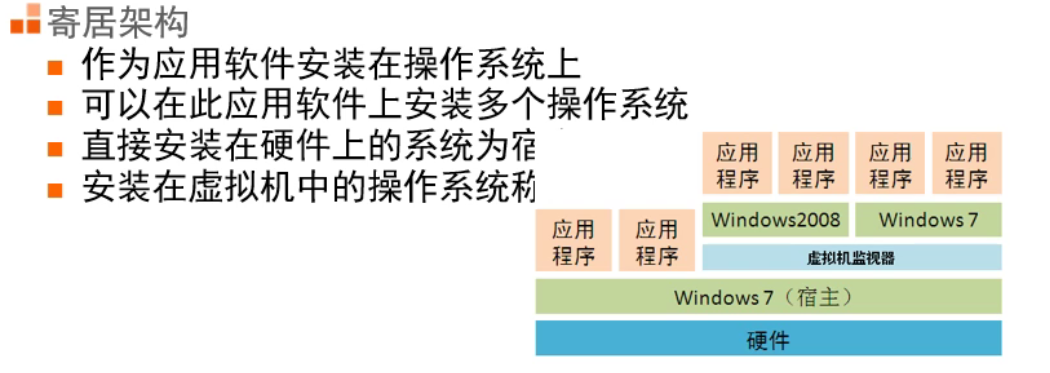 寄居架构
作为应用软件安装在操作系统上
可以在此应用软件上安装多个操作系统
直接安装在硬件上的系统为宿
安装在虚拟机中的操作系统称
应用 应用 应用 应用
程序 程序 程序 程序
Windows2008 Windows 7
应用 应用
程序 程序
虚拟机监视器
Windows 7（宿主）
硬件